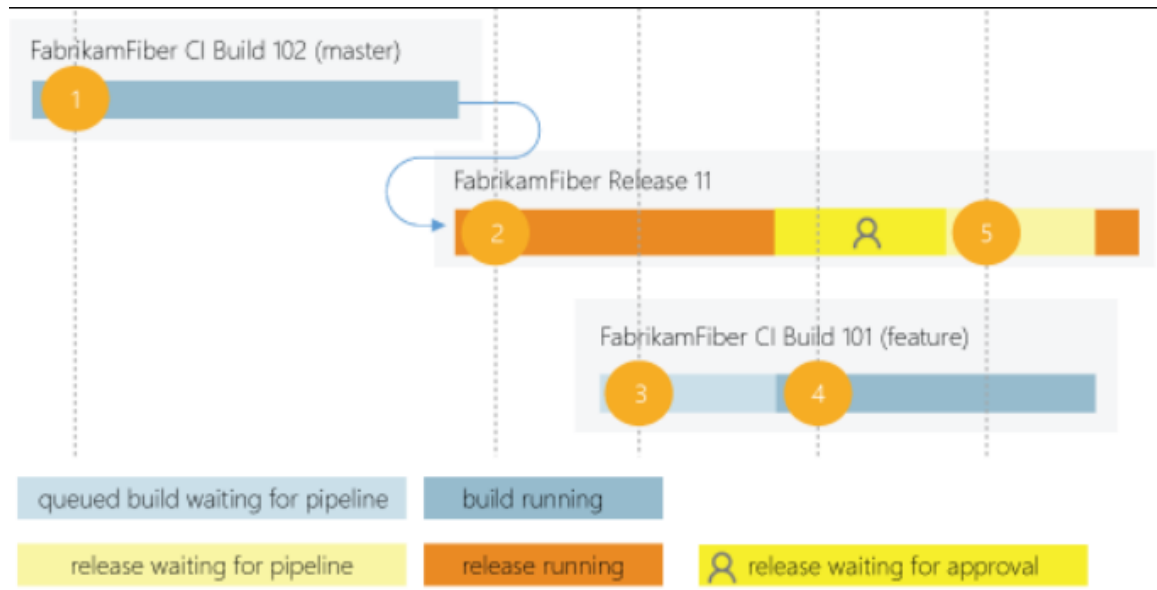 FabrikamFiber CI Build 102 (master)
1
FabrikamFiber Release 11
2
5
FabrikamFiber CI Build 101 (feature)
3
4
queued build waiting for pipeline
build running
release waiting for pipeline
release running
release waiting for approval